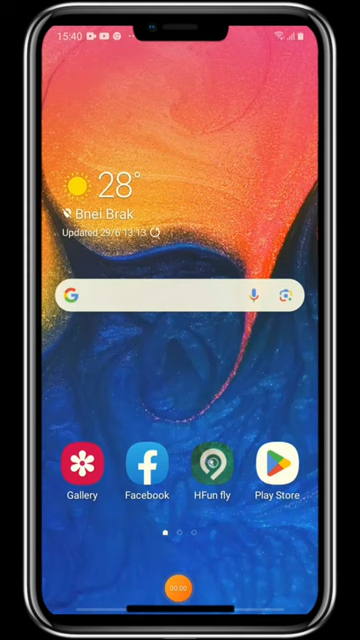 15:40
28°
Bnei Brak
Updated 29/6 13:13
Gallery
Facebook
HFun fly
Play Store
00:00